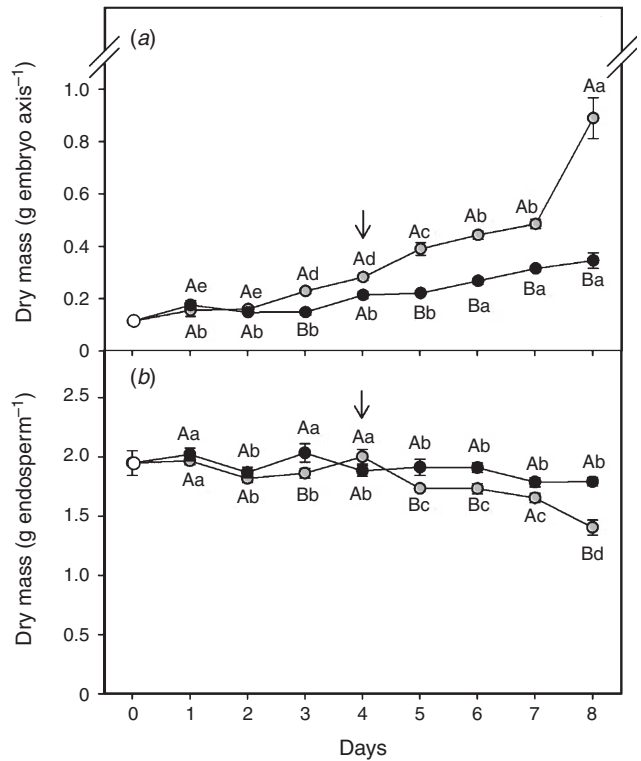 (a)
Dry mass (g embryo axis⁻¹)
1.0
0.8
0.6
0.4
0.2
0
Aa
Ae Ae Ad Ad Ac Ab Ab
Ab Ab Bb Ab Bb Ba Ba Ba
(b)
Dry mass (g endosperm⁻¹)
2.5
2.0
1.5
1.0
0.5
0.0
Aa Ab Aa Aa Ab Ab Ab Ab
Aa Ab Bb Ab Bc Bc Ac Bd
0 1 2 3 4 5 6 7 8
Days